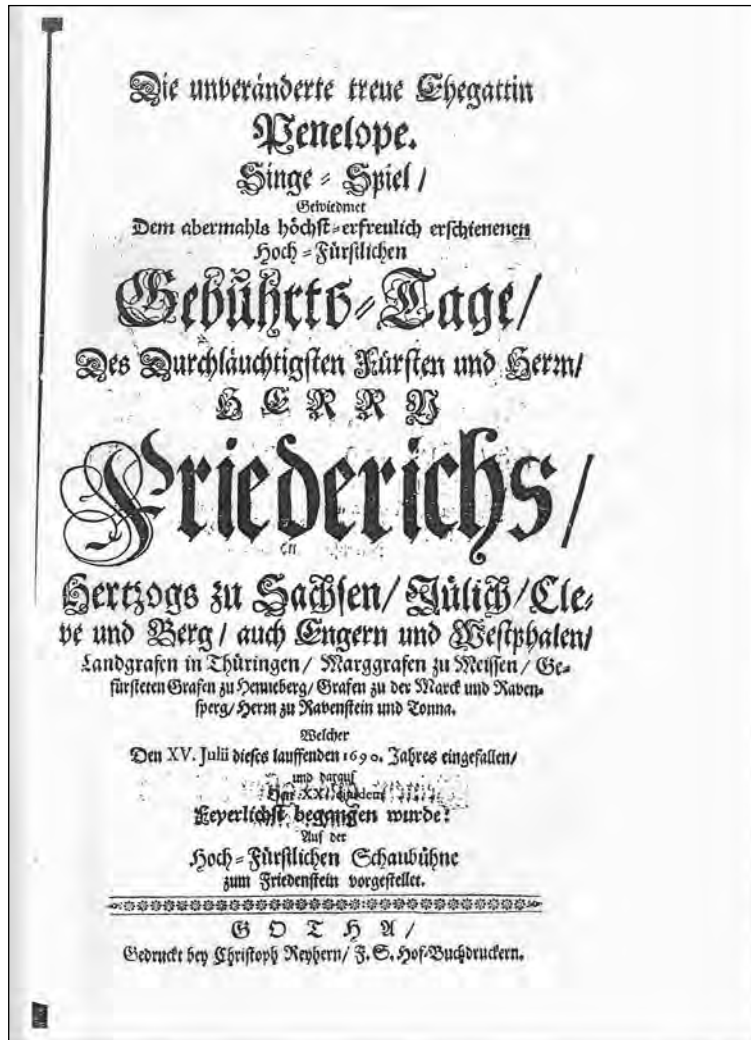 Die unveränderte treue Ehegattin
Penelope.
Singe = Spiel /
Gewiedmet
Dem abermahls höchst=erfreulich erschienenen
Hoch = Fürstlichen
Gebührts=Tage/
Des Durchläuchtigsten Fürsten und Herrn/
HERRN
Friederichs/
Hertzogs zu Sachsen/ Jülich/ Cle=
ve und Berg/ auch Engern und Westphalen/
Landgrafen in Thüringen/ Marggrafen zu Meissen/ Ge=
fürsteten Grafen zu Henneberg/ Grafen zu der Marck und Raven=
sperg/ Herrn zu Ravenstein und Tonna.
Welcher
Den XV. Julii dieses lauffenden 1690. Jahres eingefallen/
und darauf
XXI.
Feyerlichst begangen wurde:
Auf der
Hoch = Fürstlichen Schaubühne
zum Friedenstein vorgestellet.
GOTHA/
Gedruckt bey Christoph Reyhern/ F. S. Hof=Buchdruckern.